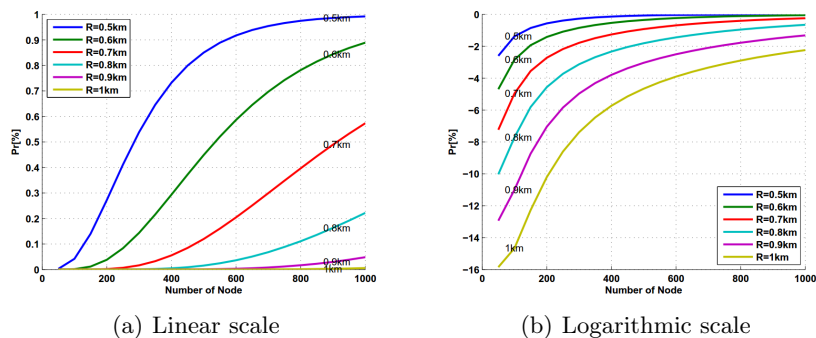 1
0.9
0.8
0.7
0.6
0.5
0.4
0.3
0.2
0.1
0
Pr[%]
R=0.5km
R=0.6km
R=0.7km
R=0.8km
R=0.9km
R=1km
0.5km
0.6km
0.7km
0.8km
0.9km
1km
0 200 400 600 800 1000
Number of Node
(a) Linear scale
0
−2
−4
−6
−8
−10
−12
−14
−16
Pr[%]
0.5km
0.6km
0.7km
0.8km
0.9km
1km
R=0.5km
R=0.6km
R=0.7km
R=0.8km
R=0.9km
R=1km
0 200 400 600 800 1000
Number of Node
(b) Logarithmic scale